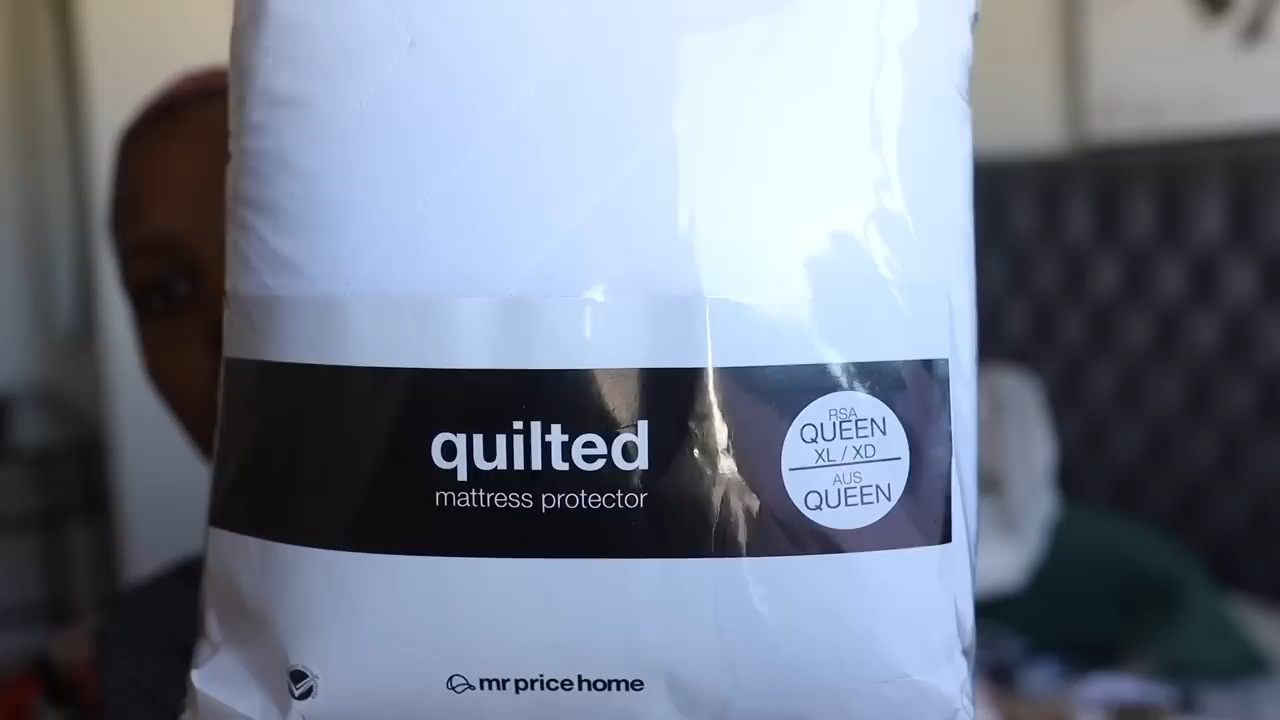 quilted
mattress protector
RSA
QUEEN
XL / XD
AUS
QUEEN
mr price home